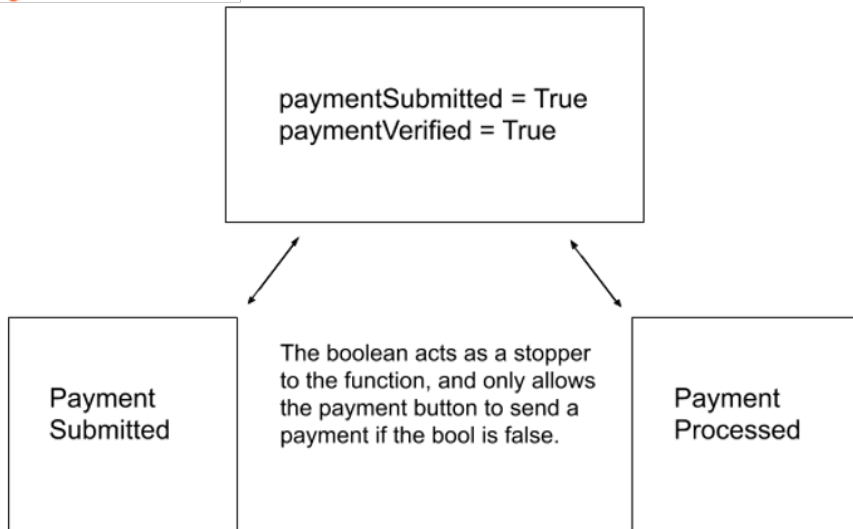 paymentSubmitted = True
paymentVerified = True
The boolean acts as a stopper
to the function, and only allows
the payment button to send a
payment if the bool is false.
Payment
Submitted
Payment
Processed